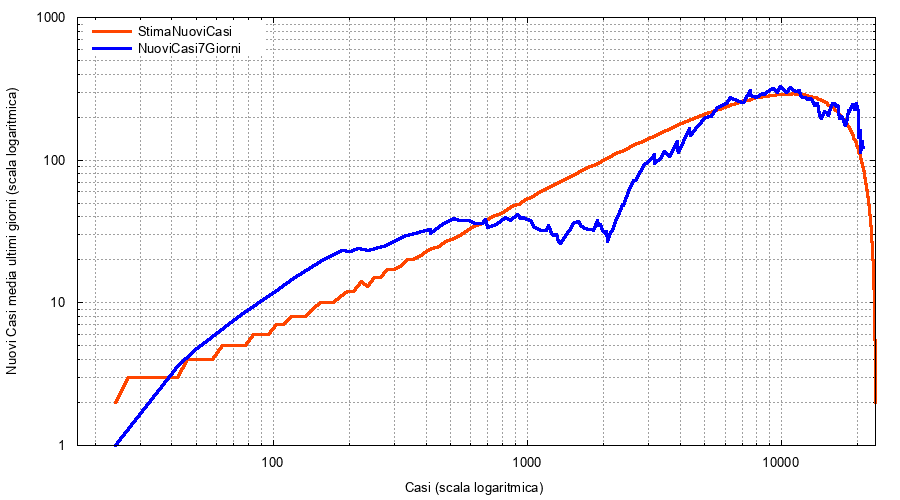 1000
StimaNuoviCasi
NuoviCasi7Giorni
100
10
1
Nuovi Casi media ultimi giorni (scala logaritmica)
100
1000
10000
Casi (scala logaritmica)